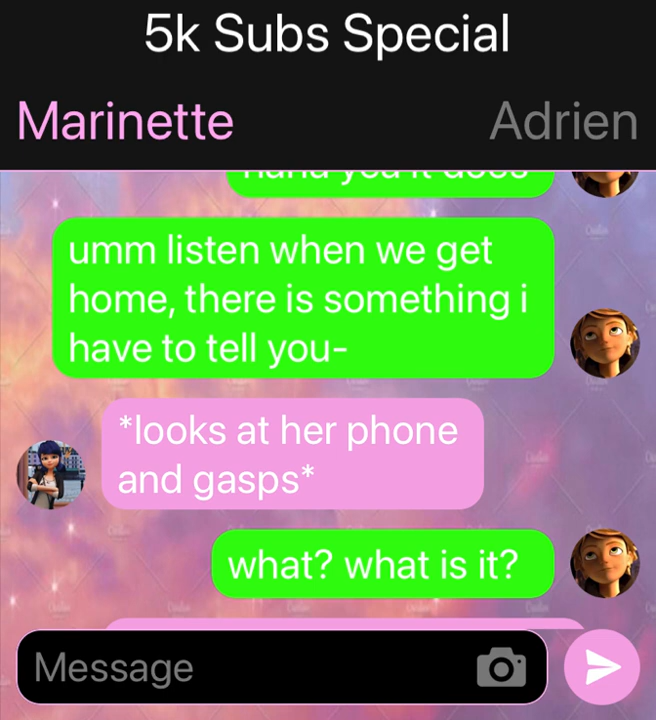 5k Subs Special
Marinette Adrien
umm listen when we get
home, there is something i
have to tell you-
*looks at her phone
and gasps*
what? what is it?
Message